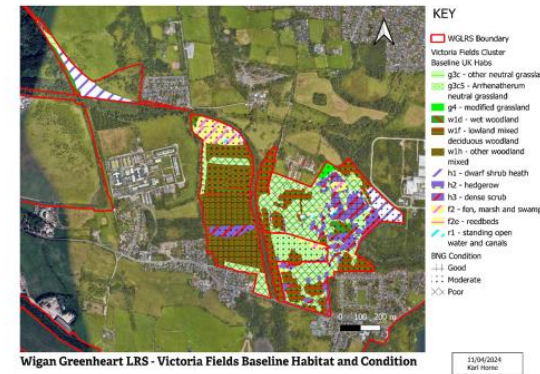 KEY
WGLRS Boundary
Victoria Fields Cluster
Baseline UK Habs
g3c - other neutral grassla
g3c5 - Arrhenatherum
neutral grassland
g4 - modified grassland
w1d - wet woodland
w1f - lowland mixed
deciduous woodland
w1h - other woodland
mixed
h1 - dwarf shrub heath
h2 - hedgerow
h3 - dense scrub
f2 - fen, marsh and swamp
f2e - reedbeds
r1 - standing open
water and canals
BNG Condition
Good
Moderate
Poor
0 100 200 m
Wigan Greenheart LRS - Victoria Fields Baseline Habitat and Condition
11/04/2024
Karl Horne